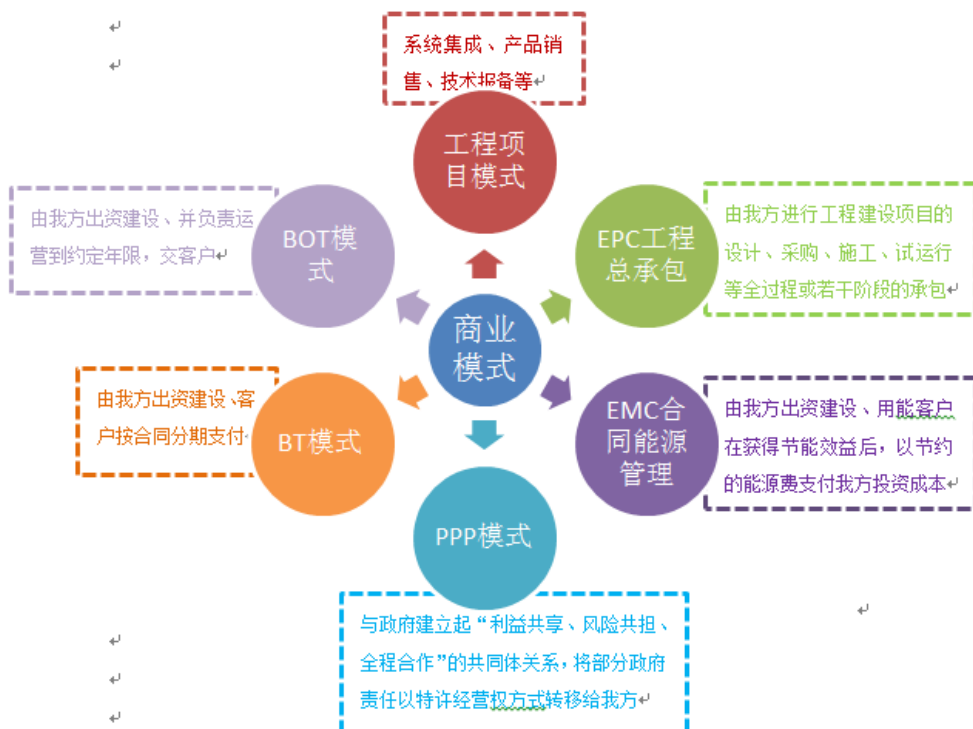 系统集成、产品销
售、技术报备等
工程项
目模式
由我方出资建设、并负责运
营到约定年限，交客户
BOT模
式
EPC工程
总承包
由我方进行工程建设项目的
设计、采购、施工、试运行
等全过程或若干阶段的承包
商业
模式
由我方出资建设、客
户按合同分期支付
BT模式
EMC合
同能源
管理
由我方出资建设、用能客户
在获得节能效益后，以节约
的能源费支付我方投资成本
PPP模式
与政府建立起“利益共享、风险共担、
全程合作”的共同体关系，将部分政府
责任以特许经营权方式转移给我方